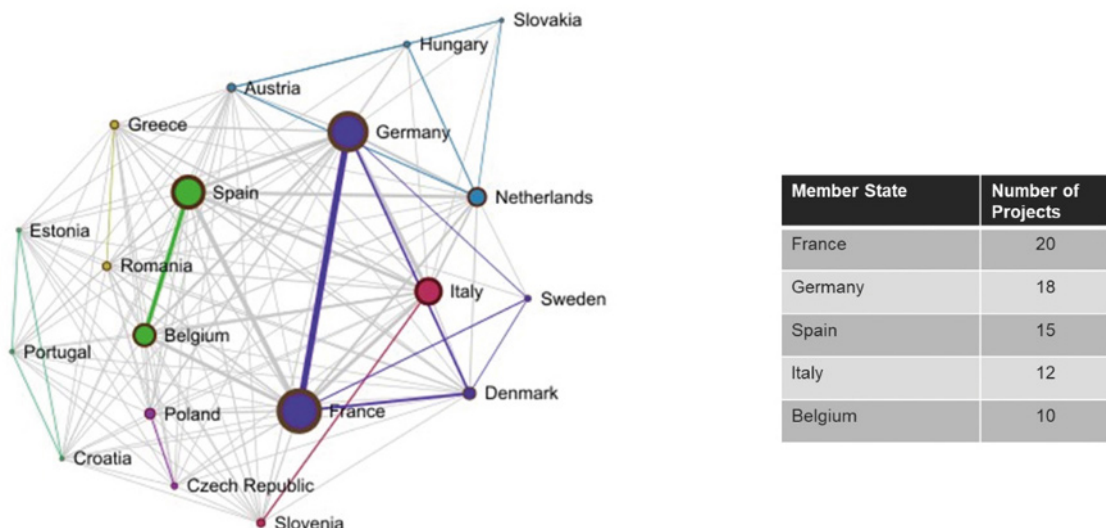 Slovakia
Hungary
Austria
Greece
Germany
Spain
Netherlands
Estonia
Romania
Italy
Sweden
Belgium
Portugal
Denmark
Poland
France
Croatia
Czech Republic
Slovenia
Member State Number of
Projects
France 20
Germany 18
Spain 15
Italy 12
Belgium 10